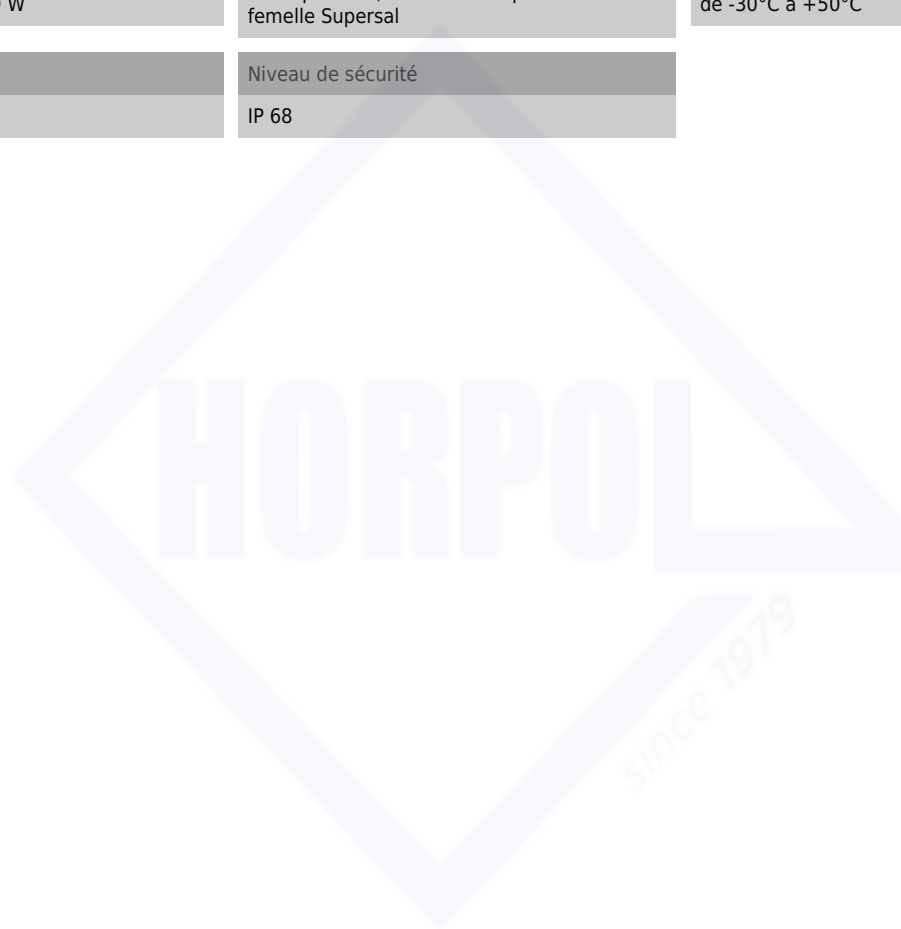 W
femelle Supersal
de -30°C à +50°C
Niveau de sécurité
IP 68
HORPOL
since 1979